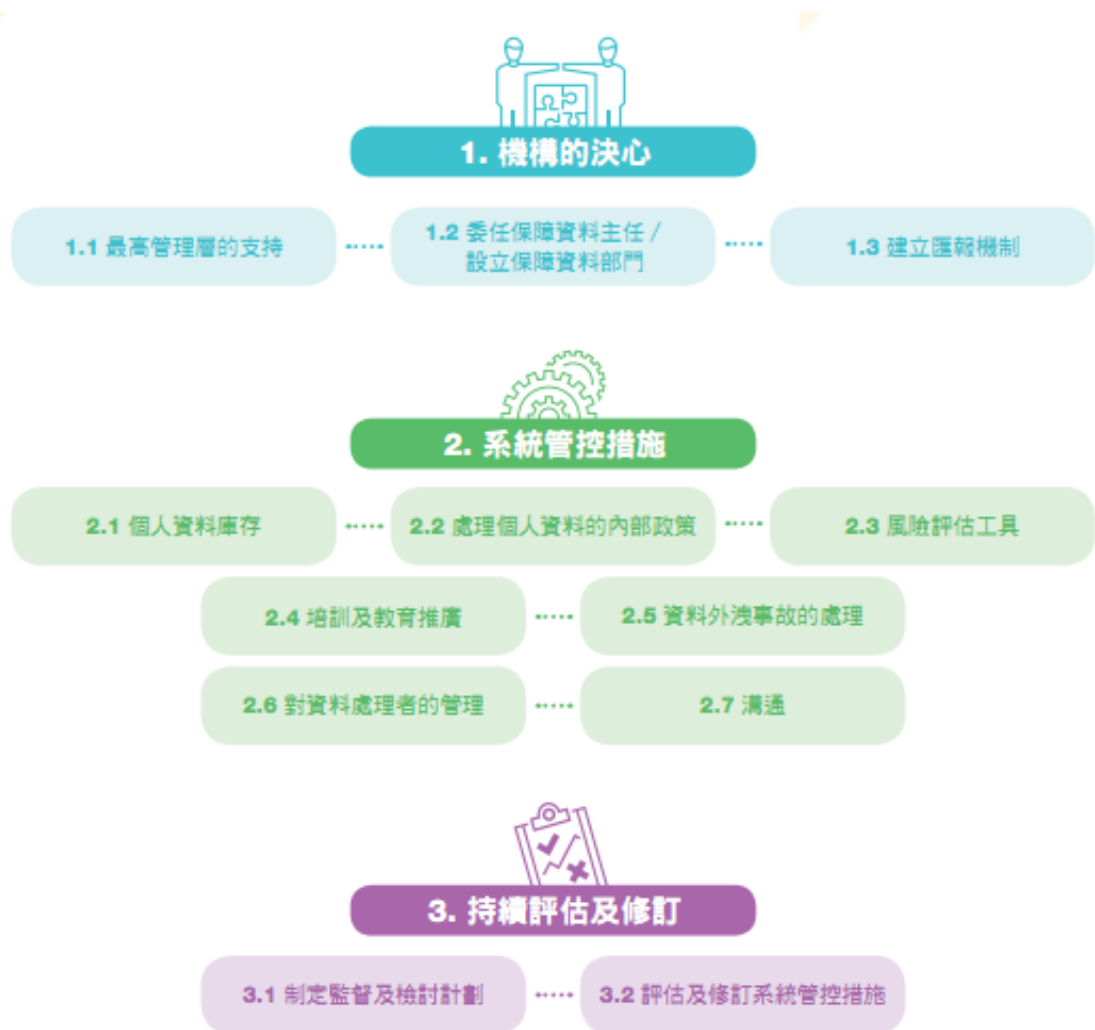 1. 機構的決心
1.1 最高管理層的支持
1.2 委任保障資料主任 /
設立保障資料部門
1.3 建立匯報機制
2. 系統管控措施
2.1 個人資料庫存
2.2 處理個人資料的內部政策
2.3 風險評估工具
2.4 培訓及教育推廣
2.5 資料外洩事故的處理
2.6 對資料處理者的管理
2.7 溝通
3. 持續評估及修訂
3.1 制定監督及檢討計劃
3.2 評估及修訂系統管控措施